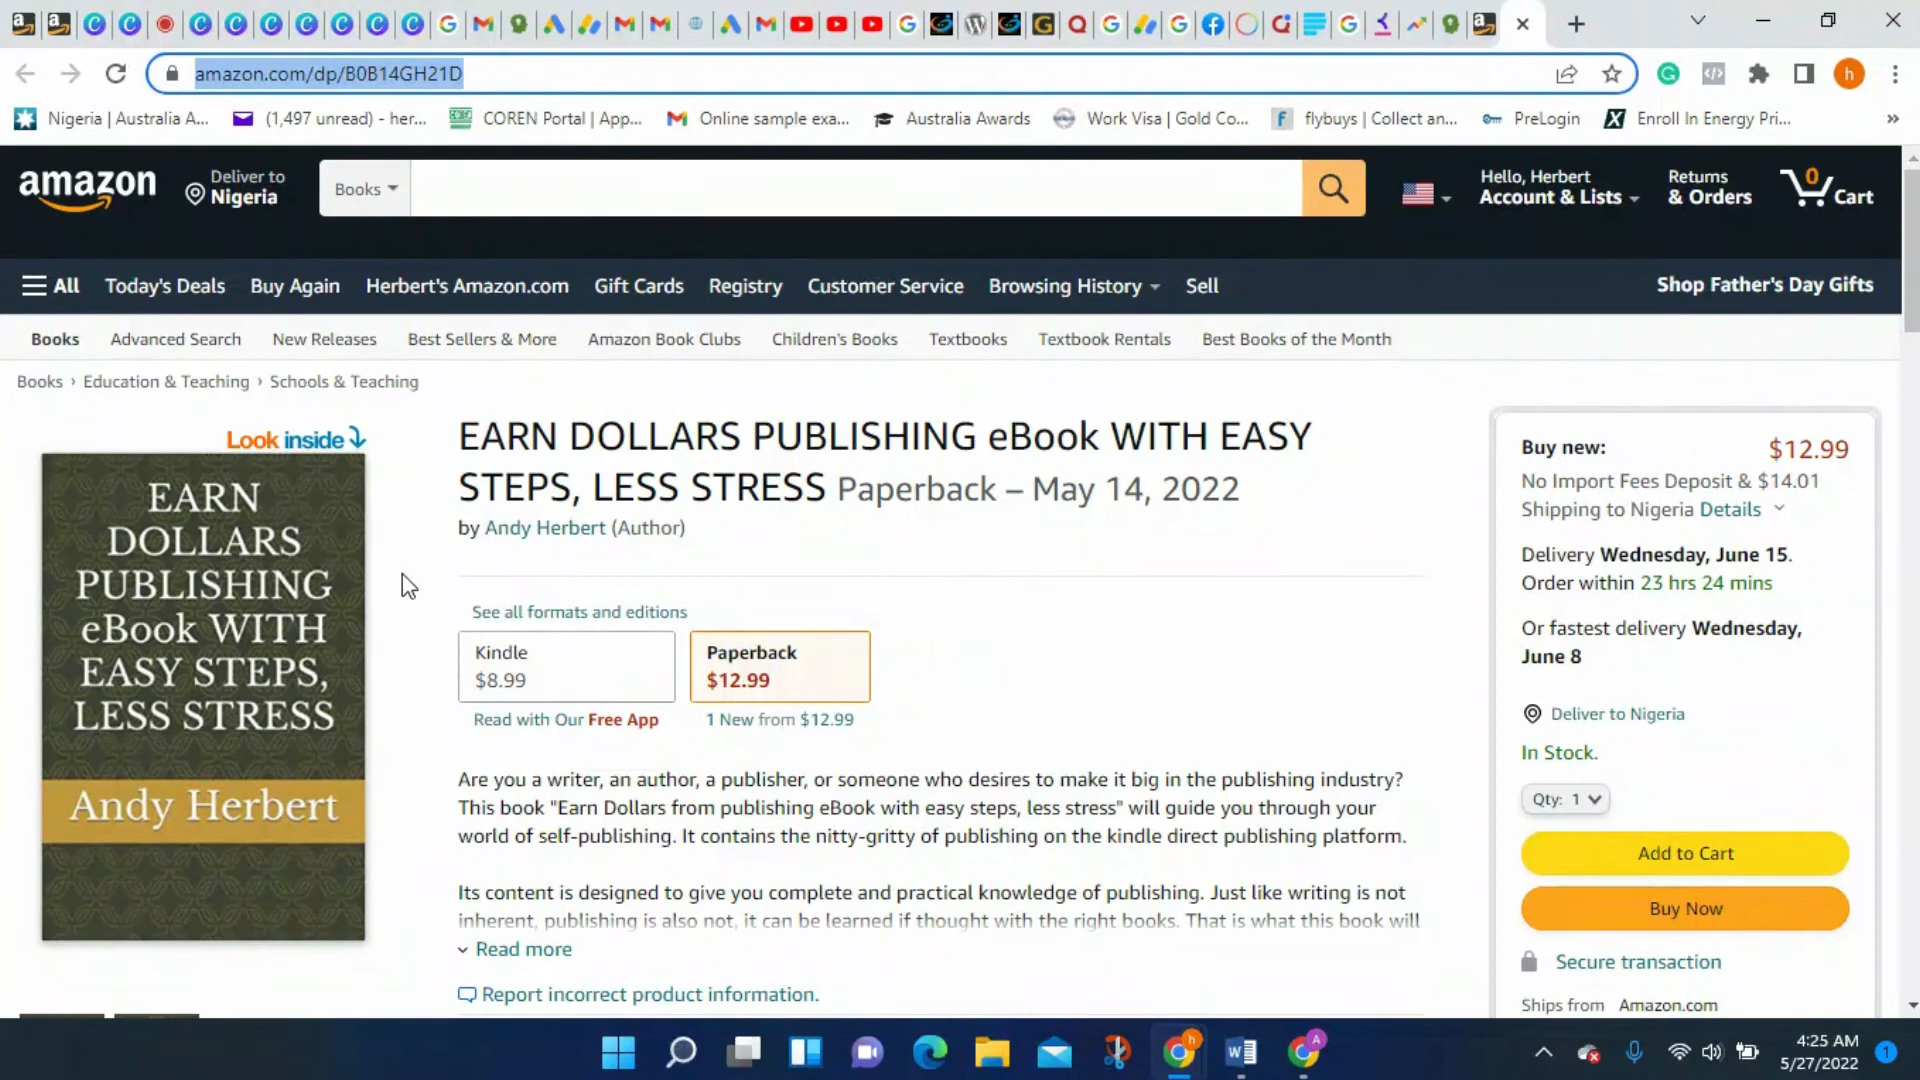 amazon.com/dp/B0B14GH21D
h
Nigeria | Australia A...
(1,497 unread) - her...
COREN Portal | App...
Online sample exa...
Australia Awards
Work Visa | Gold Co...
flybuys | Collect an...
PreLogin
Enroll In Energy Pri...
»
amazon
Deliver to
Nigeria
Books
Hello, Herbert
Account & Lists
Returns
& Orders
0
Cart
All
Today's Deals
Buy Again
Herbert's Amazon.com
Gift Cards
Registry
Customer Service
Browsing History
Sell
Shop Father's Day Gifts
Books
Advanced Search
New Releases
Best Sellers & More
Amazon Book Clubs
Children's Books
Textbooks
Textbook Rentals
Best Books of the Month
Books › Education & Teaching › Schools & Teaching
Look inside
EARN
DOLLARS
PUBLISHING
eBook WITH
EASY STEPS,
LESS STRESS
Andy Herbert
EARN DOLLARS PUBLISHING eBook WITH EASY
STEPS, LESS STRESS Paperback – May 14, 2022
by Andy Herbert (Author)
See all formats and editions
Kindle
$8.99
Read with Our Free App
Paperback
$12.99
1 New from $12.99
Are you a writer, an author, a publisher, or someone who desires to make it big in the publishing industry?
This book "Earn Dollars from publishing eBook with easy steps, less stress" will guide you through your
world of self-publishing. It contains the nitty-gritty of publishing on the kindle direct publishing platform.
Its content is designed to give you complete and practical knowledge of publishing. Just like writing is not
inherent, publishing is also not, it can be learned if thought with the right books. That is what this book will
Read more
Report incorrect product information.
Buy new:
$12.99
No Import Fees Deposit & $14.01
Shipping to Nigeria Details
Delivery Wednesday, June 15.
Order within 23 hrs 24 mins
Or fastest delivery Wednesday,
June 8
Deliver to Nigeria
In Stock.
Qty: 1
Add to Cart
Buy Now
Secure transaction
Ships from Amazon.com
4:25 AM
5/27/2022
1